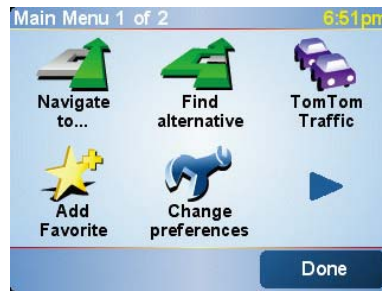 Main Menu 1 of 2
6:51pm
Navigate to...
Find alternative
TomTom Traffic
Add Favorite
Change preferences
Done